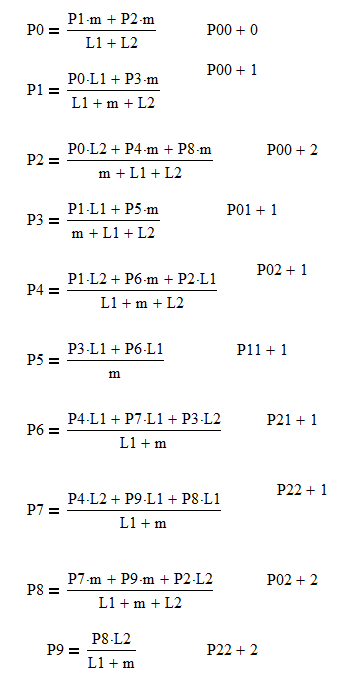 P0 = (P1·m + P2·m) / (L1 + L2) P00 + 0
P1 = (P0·L1 + P3·m) / (L1 + m + L2) P00 + 1
P2 = (P0·L2 + P4·m + P8·m) / (m + L1 + L2) P00 + 2
P3 = (P1·L1 + P5·m) / (m + L1 + L2) P01 + 1
P4 = (P1·L2 + P6·m + P2·L1) / (L1 + m + L2) P02 + 1
P5 = (P3·L1 + P6·L1) / m P11 + 1
P6 = (P4·L1 + P7·L1 + P3·L2) / (L1 + m) P21 + 1
P7 = (P4·L2 + P9·L1 + P8·L1) / (L1 + m) P22 + 1
P8 = (P7·m + P9·m + P2·L2) / (L1 + m + L2) P02 + 2
P9 = (P8·L2) / (L1 + m) P22 + 2